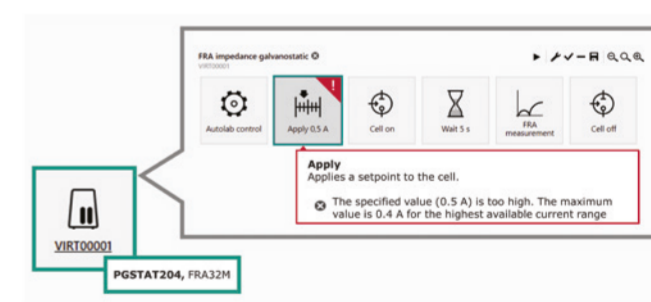 FRA impedance galvanostatic
VIRT00001
Autolab control
Apply 0,5 A
Cell on
Wait 5 s
FRA
measurement
Cell off
Apply
Applies a setpoint to the cell.
The specified value (0.5 A) is too high. The maximum
value is 0.4 A for the highest available current range
VIRT00001
PGSTAT204, FRA32M